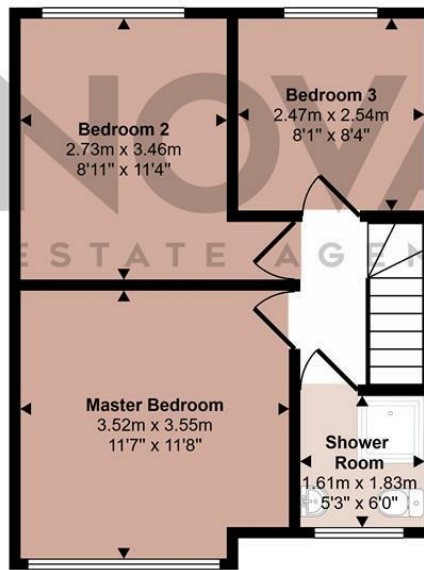 NOVA
ESTATE AGEN
Bedroom 2
2.73m x 3.46m
8'11" x 11'4"
Bedroom 3
2.47m x 2.54m
8'1" x 8'4"
Master Bedroom
3.52m x 3.55m
11'7" x 11'8"
Shower
Room
1.61m x 1.83m
5'3" x 6'0"